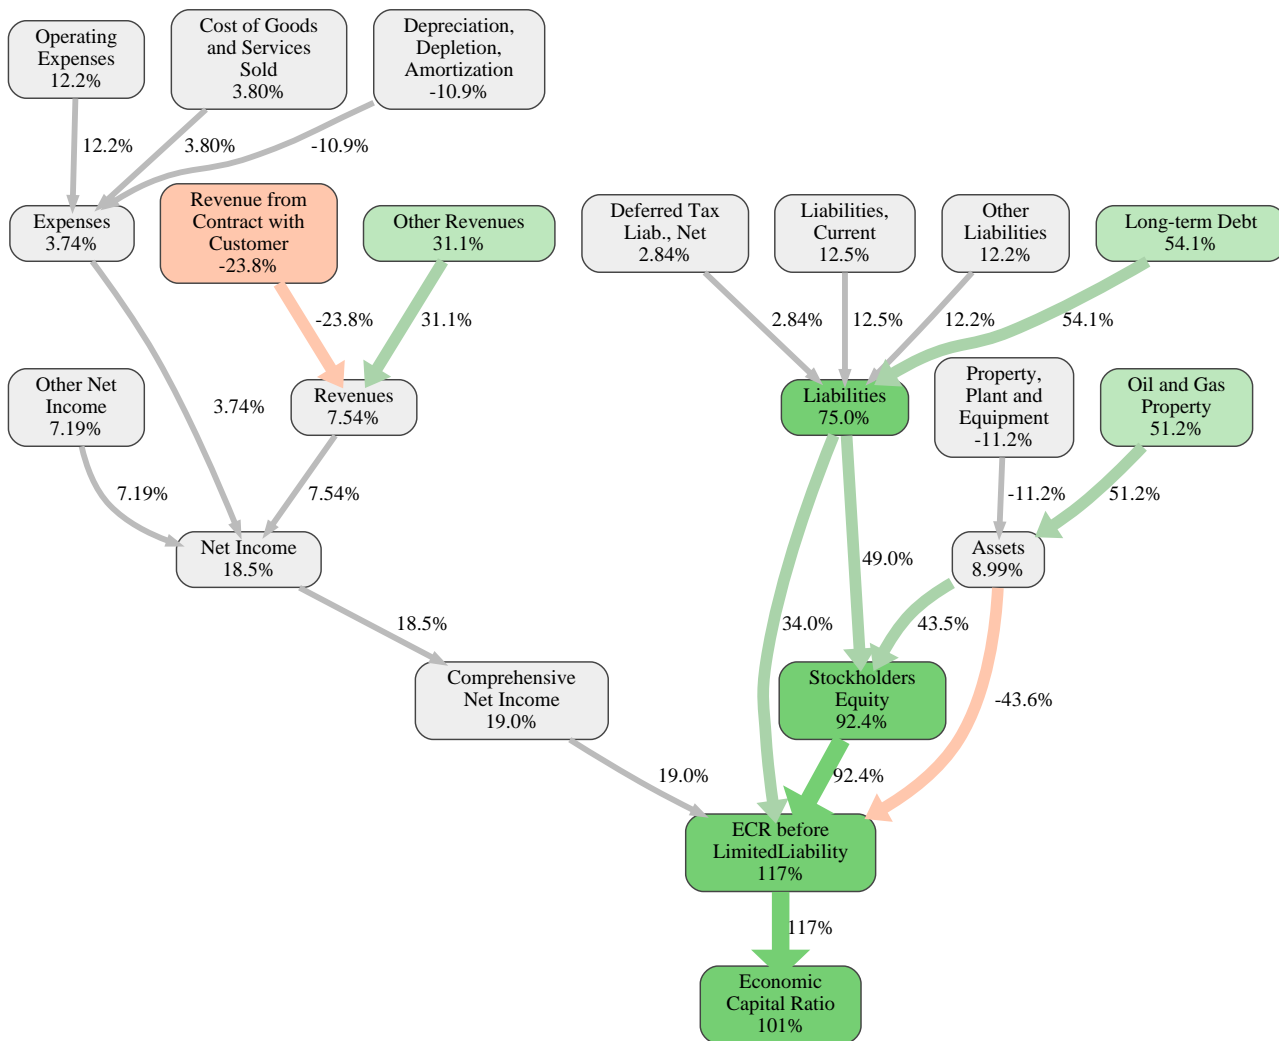 Operating
Expenses
12.2%
Cost of Goods
and Services
Sold
3.80%
Depreciation,
Depletion,
Amortization
-10.9%
12.2%
3.80%
-10.9%
Expenses
3.74%
Revenue from
Contract with
Customer
-23.8%
Other Revenues
31.1%
Deferred Tax
Liab., Net
2.84%
Liabilities,
Current
12.5%
Other
Liabilities
12.2%
Long-term Debt
54.1%
-23.8%
31.1%
2.84%
12.5%
12.2%
54.1%
Other Net
Income
7.19%
3.74%
Revenues
7.54%
Liabilities
75.0%
Property,
Plant and
Equipment
-11.2%
Oil and Gas
Property
51.2%
7.19%
7.54%
-11.2%
51.2%
Net Income
18.5%
49.0%
Assets
8.99%
18.5%
34.0%
43.5%
Comprehensive
Net Income
19.0%
Stockholders
Equity
92.4%
-43.6%
19.0%
92.4%
ECR before
LimitedLiability
117%
117%
Economic
Capital Ratio
101%